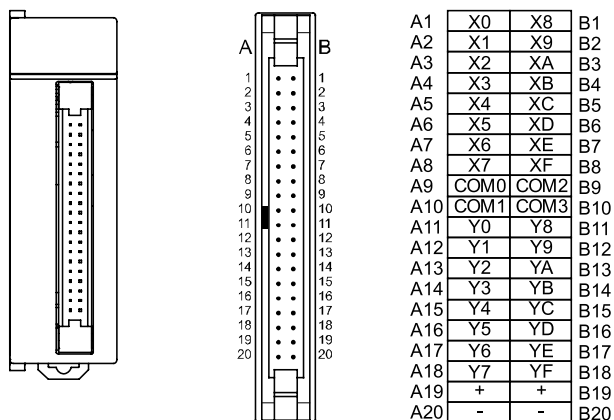 A B
1 1
2 2
3 3
4 4
5 5
6 6
7 7
8 8
9 9
10 10
11 11
12 12
13 13
14 14
15 15
16 16
17 17
18 18
19 19
20 20
A1 X0 X8 B1
A2 X1 X9 B2
A3 X2 XA B3
A4 X3 XB B4
A5 X4 XC B5
A6 X5 XD B6
A7 X6 XE B7
A8 X7 XF B8
A9 COM0 COM2 B9
A10 COM1 COM3 B10
A11 Y0 Y8 B11
A12 Y1 Y9 B12
A13 Y2 YA B13
A14 Y3 YB B14
A15 Y4 YC B15
A16 Y5 YD B16
A17 Y6 YE B17
A18 Y7 YF B18
A19 + + B19
A20 - - B20